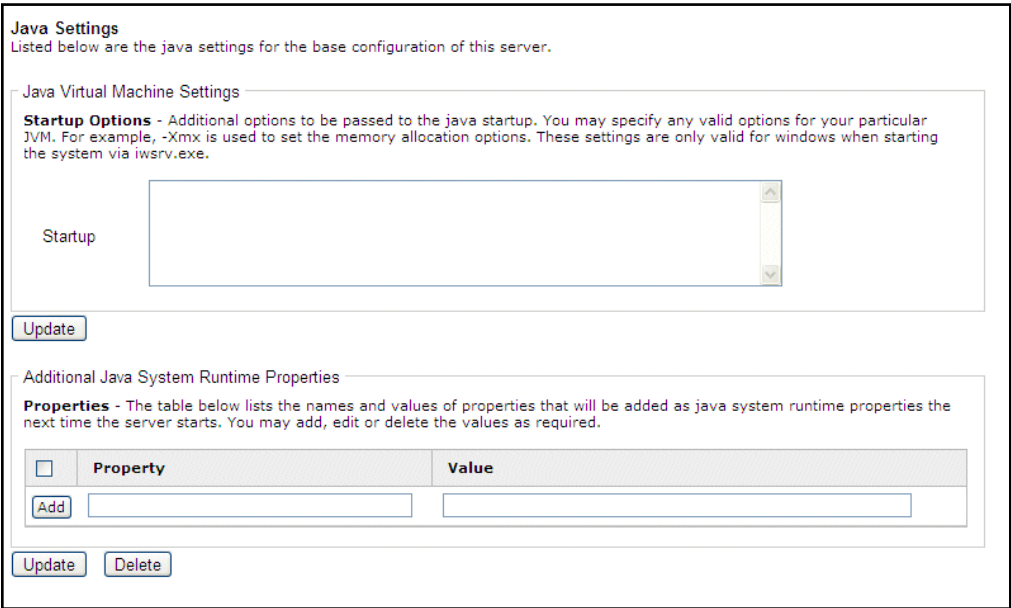 Java Settings
Listed below are the java settings for the base configuration of this server.
Java Virtual Machine Settings
Startup Options - Additional options to be passed to the java startup. You may specify any valid options for your particular
JVM. For example, -Xmx is used to set the memory allocation options. These settings are only valid for windows when starting
the system via iwsrv.exe.
Startup
Update
Additional Java System Runtime Properties
Properties - The table below lists the names and values of properties that will be added as java system runtime properties the
next time the server starts. You may add, edit or delete the values as required.
Property Value
Add
Update Delete